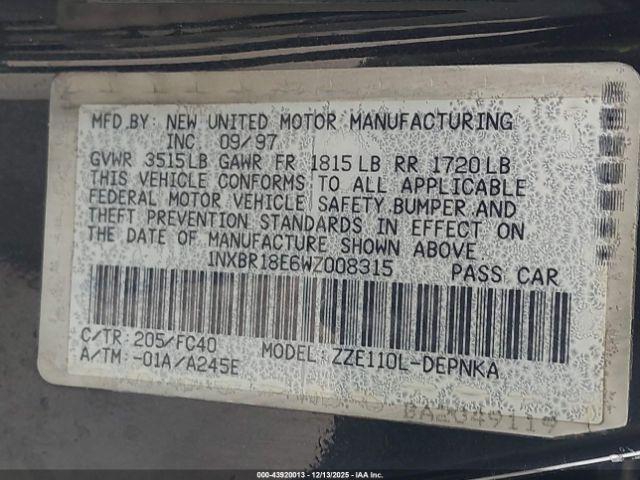 MFD.BY: NEW UNITED MOTOR MANUFACTURING
INC 09/97
GVWR 3515LB GAWR FR 1815 LB RR 1720 LB
THIS VEHICLE CONFORMS TO ALL APPLICABLE
FEDERAL MOTOR VEHICLE SAFETY,BUMPER AND
THEFT PREVENTION STANDARDS IN EFFECT ON
THE DATE OF MANUFACTURE SHOWN ABOVE
1NXBR18E6WZ008315 PASS CAR
C/TR: 205/FC40 MODEL: ZZE110L-DEPNKA
A/TM: -01A/A245E
BA2049119
000-43920013 - 12/13/2025 - IAA Inc.